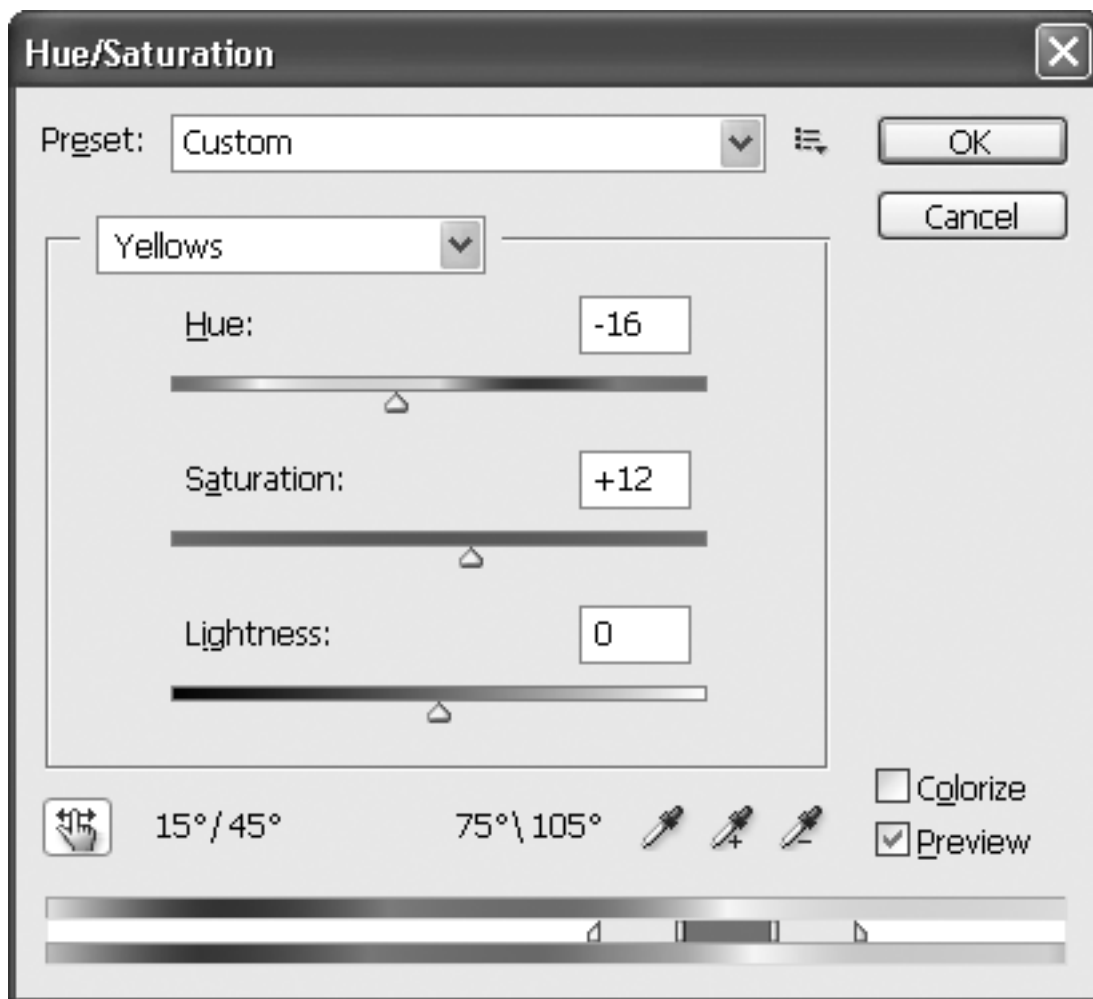 Hue/Saturation
Preset: Custom
OK
Cancel
Yellows
Hue: -16
Saturation: +12
Lightness: 0
Colorize
15°/ 45° 75°\ 105°
Preview